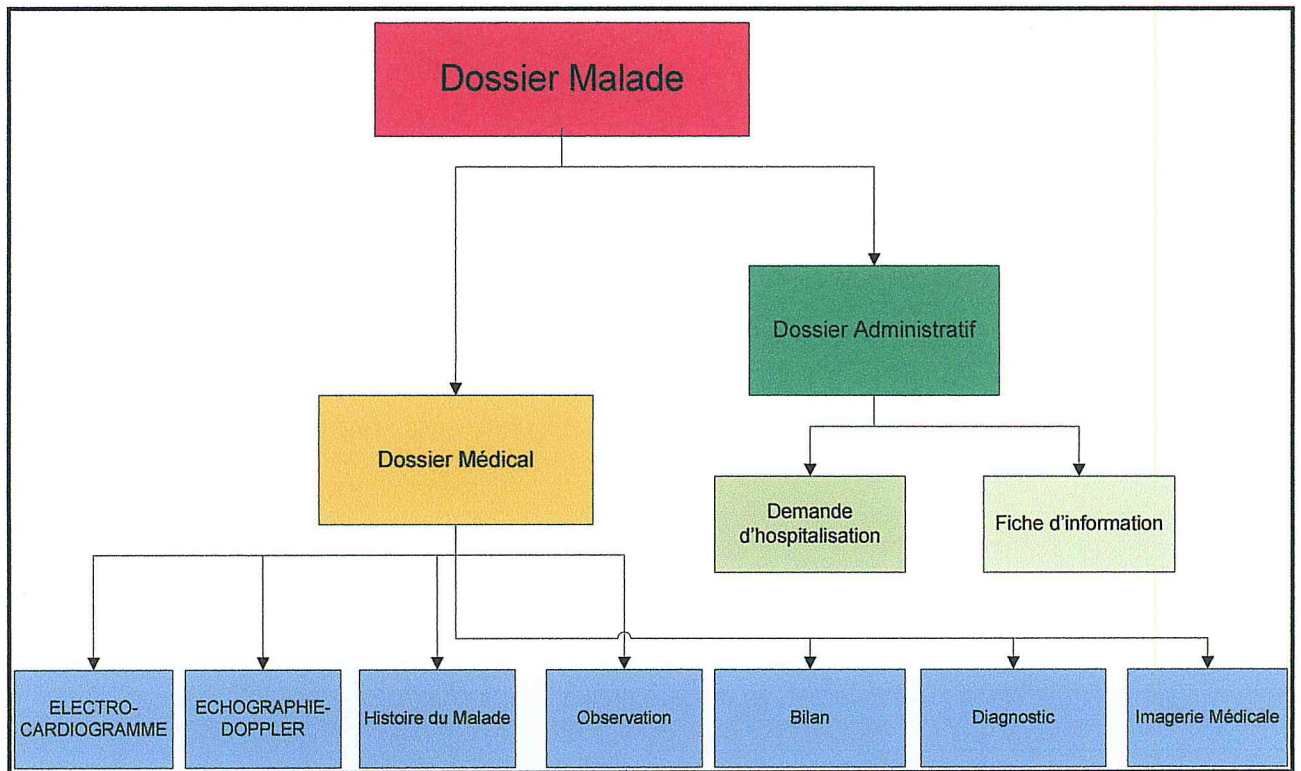 Dossier Malade
Dossier Administratif
Dossier Médical
Demande
d'hospitalisation
Fiche d'information
ELECTRO-
CARDIOGRAMME
ECHOGRAPHIE-
DOPPLER
Histoire du Malade
Observation
Bilan
Diagnostic
Imagerie Médicale